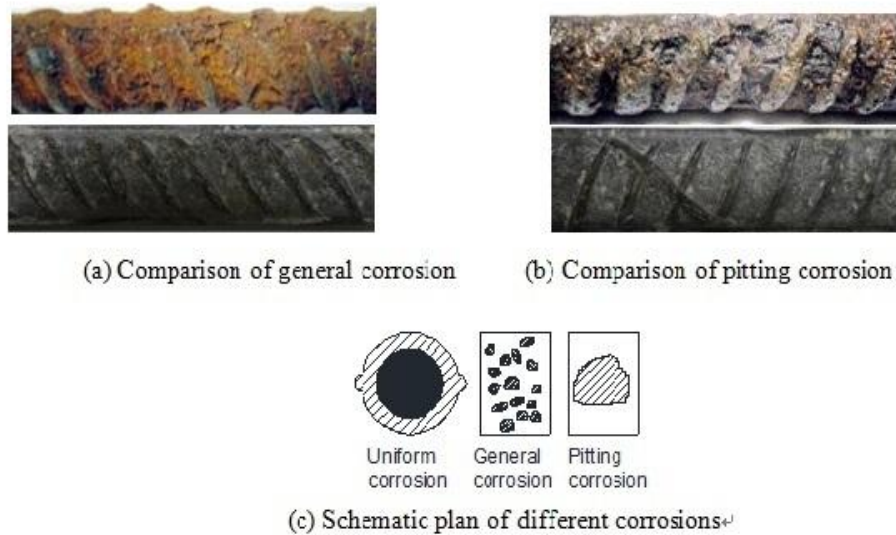 (a) Comparison of general corrosion
(b) Comparison of pitting corrosion
Uniform
corrosion
General
corrosion
Pitting
corrosion
(c) Schematic plan of different corrosions↵